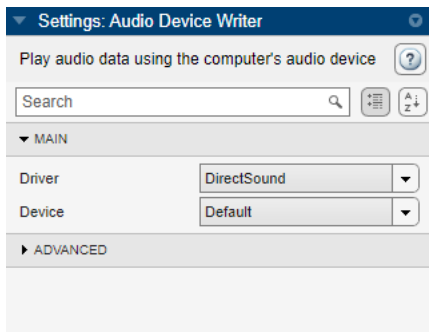 Settings: Audio Device Writer
Play audio data using the computer's audio device
?
Search
A
Z
MAIN
Driver
DirectSound
Device
Default
ADVANCED